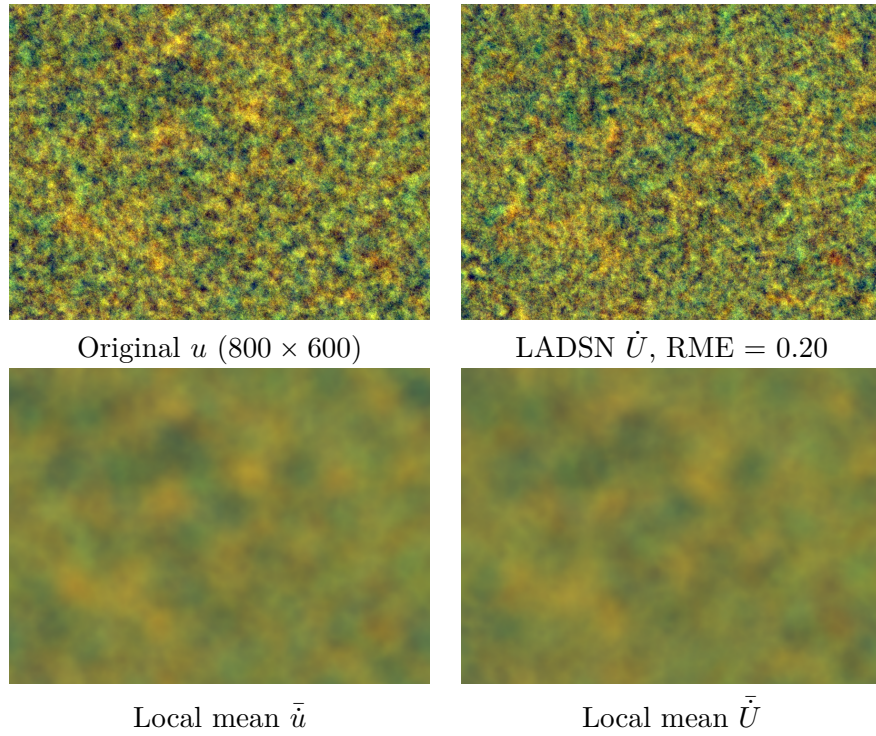 Original u (800 × 600)
LADSN U̇, RME = 0.20
Local mean u̇̄
Local mean U̇̄